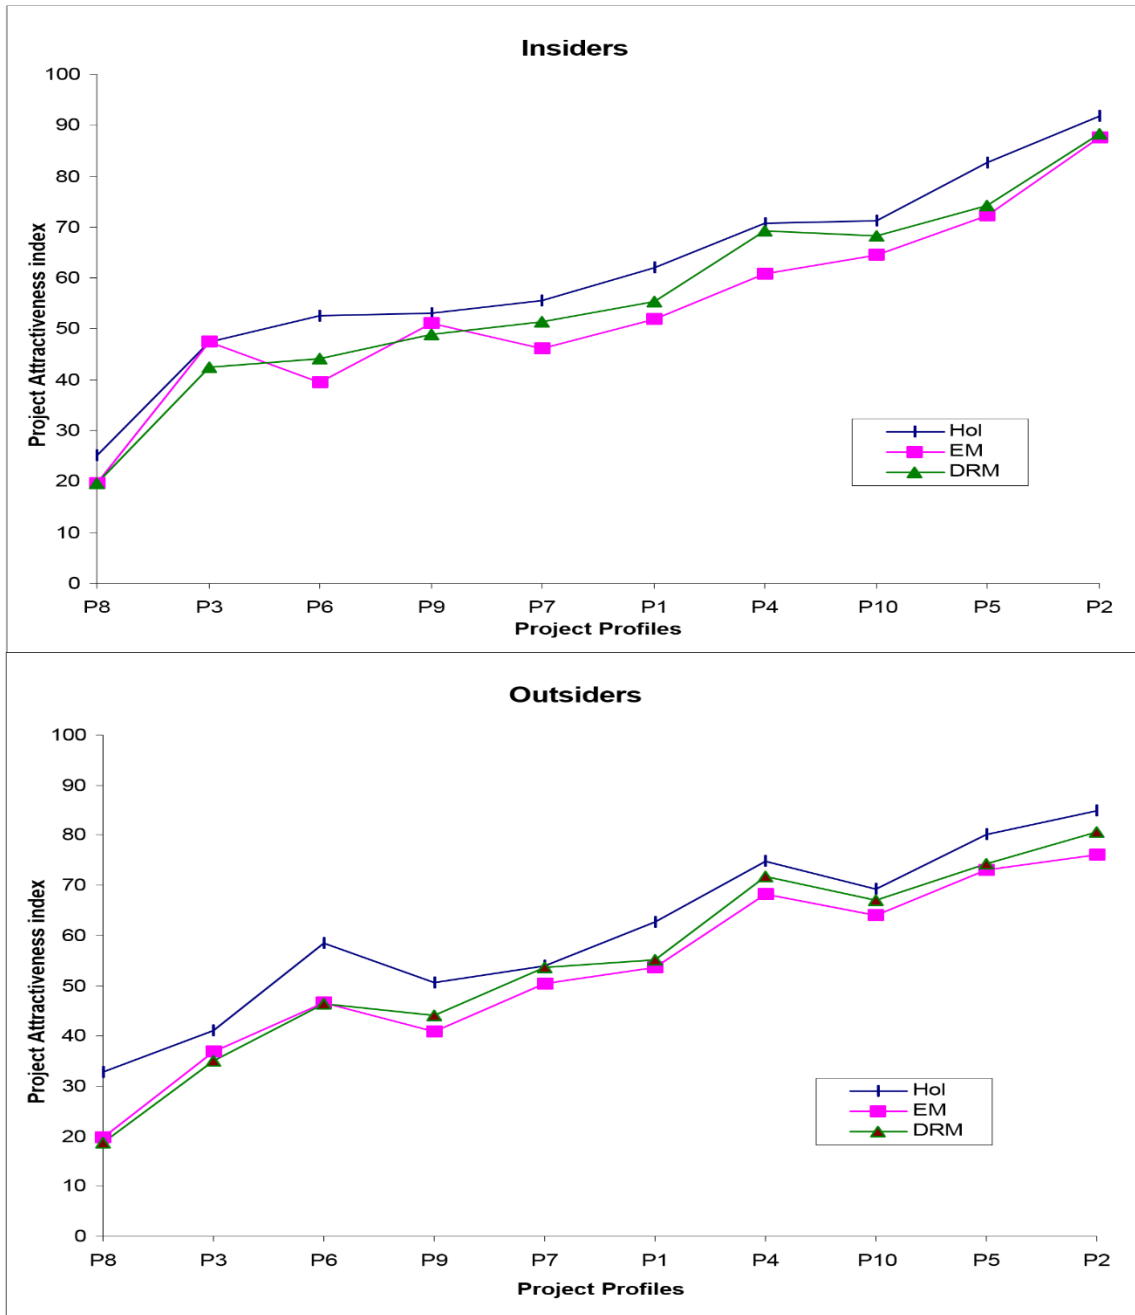 Insiders
Project Attractiveness index
100
90
80
70
60
50
40
30
20
10
0
Hol
EM
DRM
P8 P3 P6 P9 P7 P1 P4 P10 P5 P2
Project Profiles
Outsiders
Project Attractiveness index
100
90
80
70
60
50
40
30
20
10
0
Hol
EM
DRM
P8 P3 P6 P9 P7 P1 P4 P10 P5 P2
Project Profiles